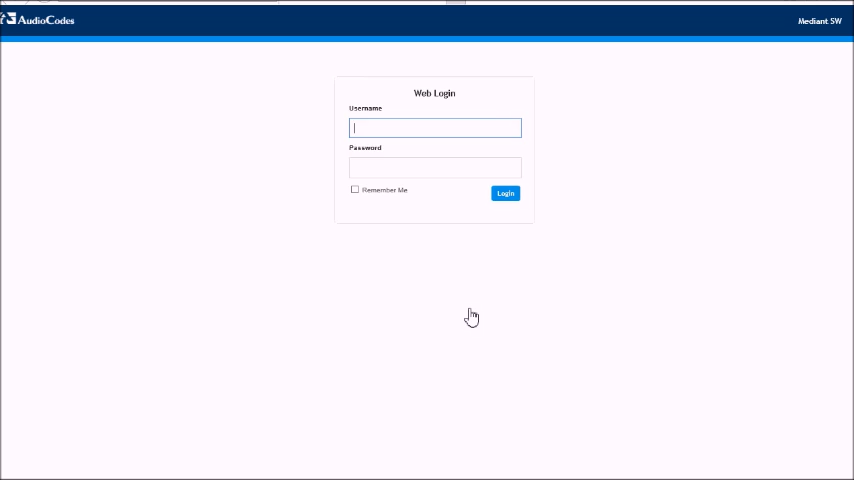 AudioCodes
Mediant SW
Web Login
Username
Password
Remember Me
Login